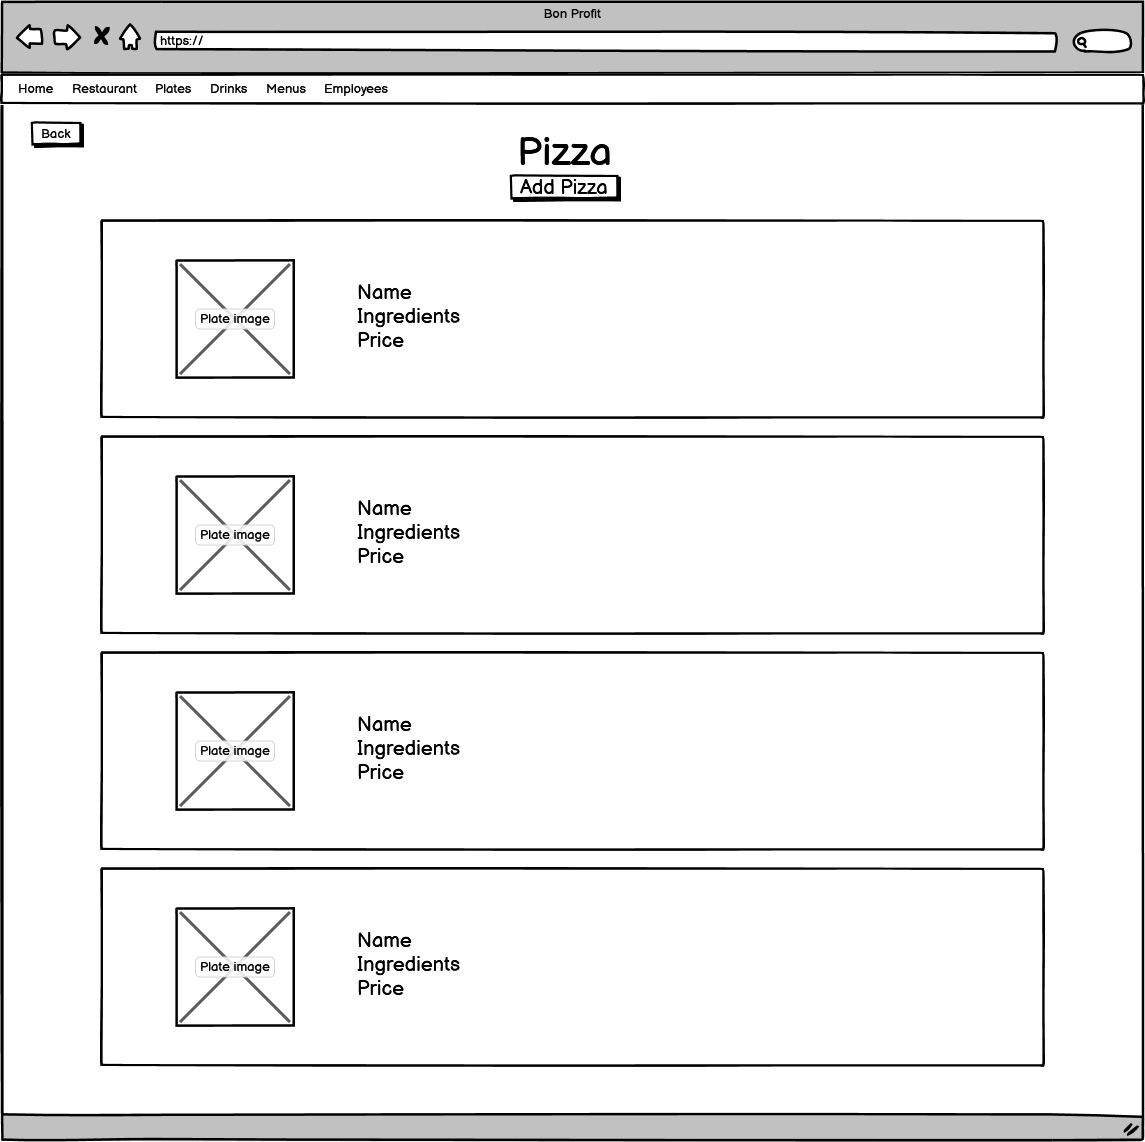 Bon Profit
https://
Home Restaurant Plates Drinks Menus Employees
Back
Pizza
Add Pizza
Plate image
Name
Ingredients
Price
Plate image
Name
Ingredients
Price
Plate image
Name
Ingredients
Price
Plate image
Name
Ingredients
Price